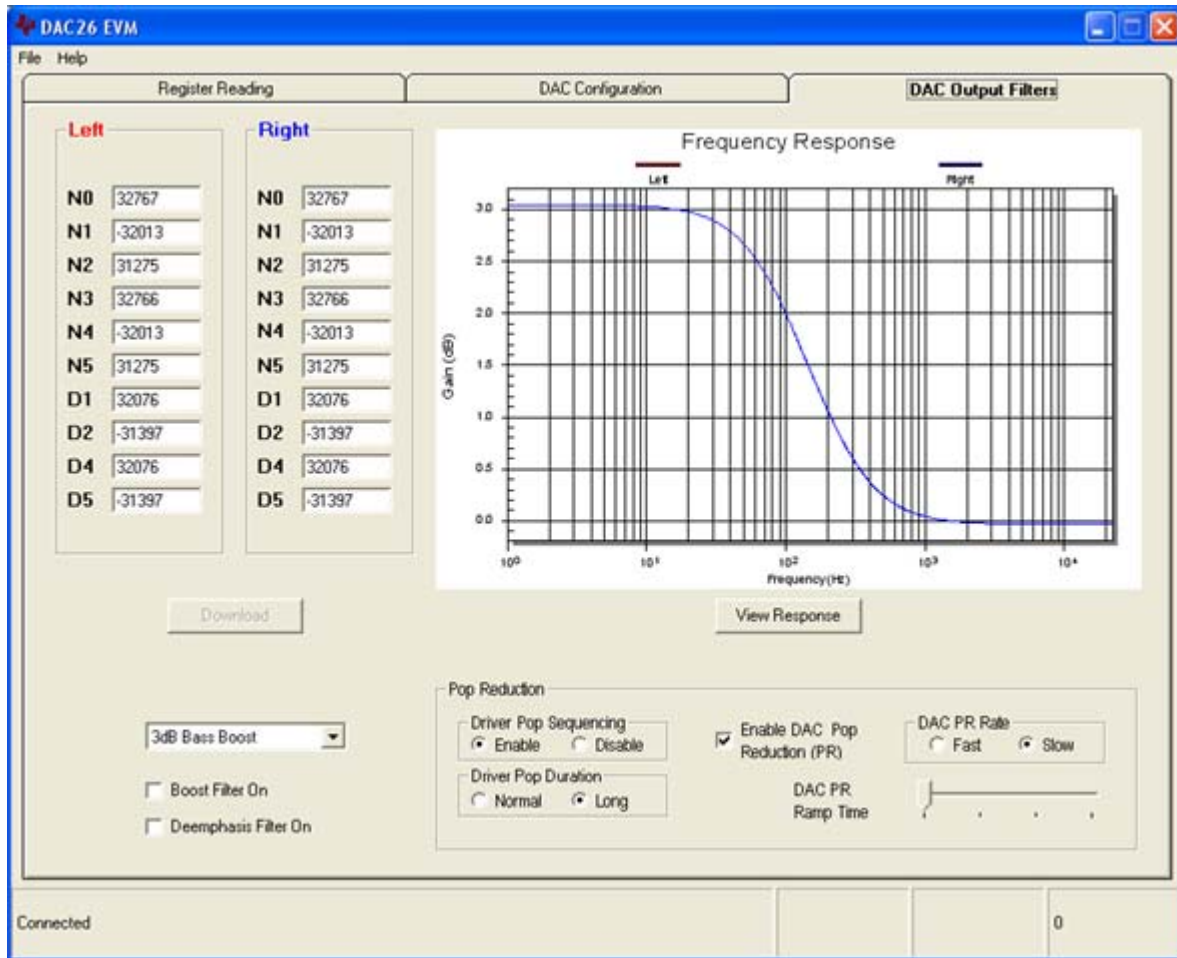 DAC26 EVM
File Help
Register Reading
DAC Configuration
DAC Output Filters
Left
N0 32767
N1 -32013
N2 31275
N3 32766
N4 -32013
N5 31275
D1 32076
D2 -31397
D4 32076
D5 -31397
Right
N0 32767
N1 -32013
N2 31275
N3 32766
N4 -32013
N5 31275
D1 32076
D2 -31397
D4 32076
D5 -31397
Frequency Response
Left
Right
Gain (dB)
3.0
2.5
2.0
1.5
1.0
0.5
0.0
10⁰ 10¹ 10² 10³ 10⁴
Frequency(Hz)
Download
View Response
3dB Bass Boost
Boost Filter On
Deemphasis Filter On
Pop Reduction
Driver Pop Sequencing
Enable Disable
Driver Pop Duration
Normal Long
Enable DAC Pop
Reduction (PR)
DAC PR Rate
Fast Slow
DAC PR
Ramp Time
Connected
0